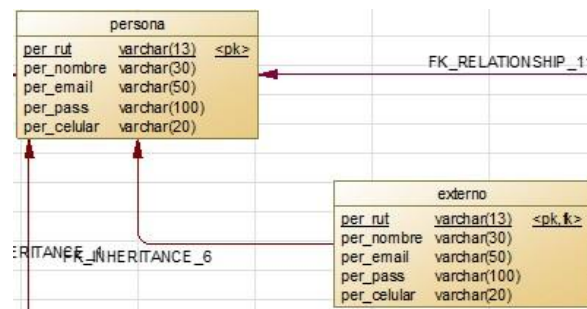 persona
per_rut varchar(13) <pk>
per_nombre varchar(30)
per_email varchar(50)
per_pass varchar(100)
per_celular varchar(20)
FK_RELATIONSHIP_1
externo
per_rut varchar(13) <pk,fk>
per_nombre varchar(30)
per_email varchar(50)
per_pass varchar(100)
per_celular varchar(20)
FK_INHERITANCE_6